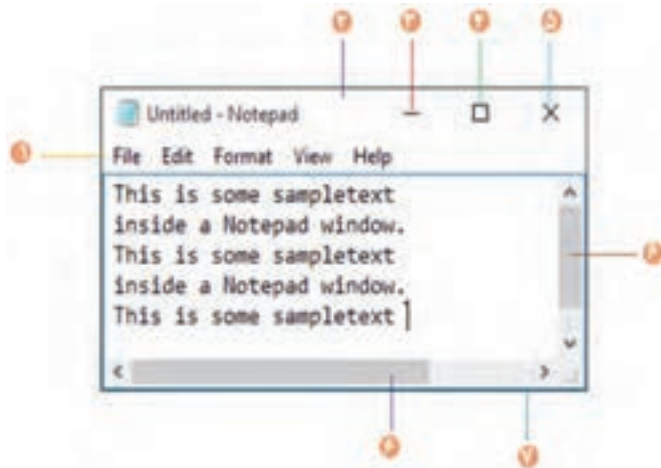 Untitled - Notepad
File Edit Format View Help
This is some sampletext
inside a Notepad window.
This is some sampletext
inside a Notepad window.
This is some sampletext